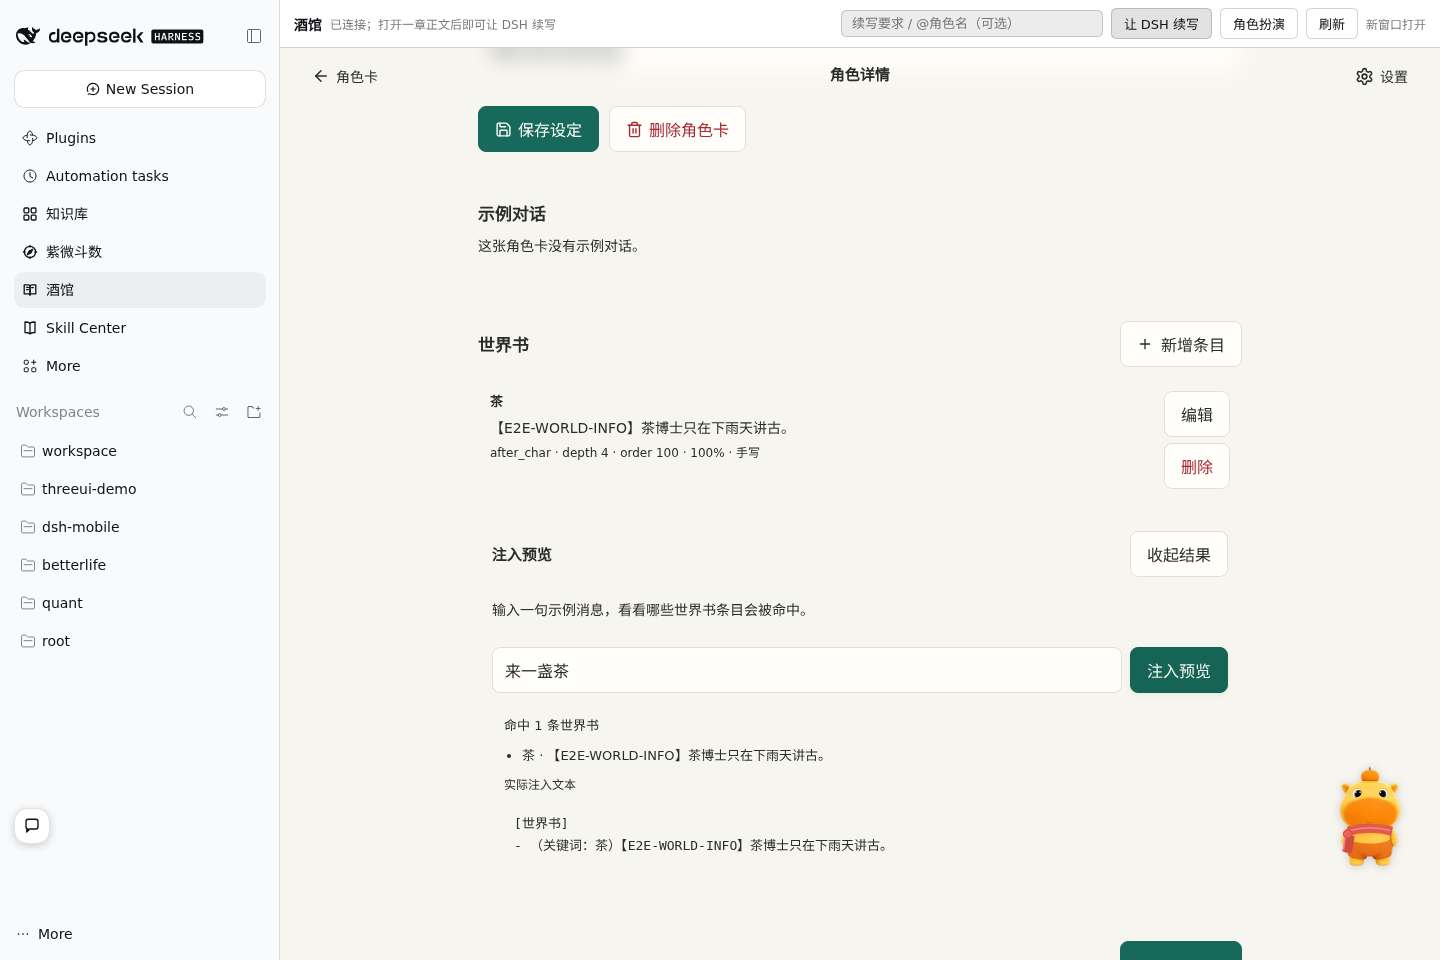 deepseek HARNESS
New Session
Plugins
Automation tasks
知识库
紫微斗数
酒馆
Skill Center
More
Workspaces
workspace
threeui-demo
dsh-mobile
betterlife
quant
root
More
酒馆 已连接；打开一章正文后即可让 DSH 续写
续写要求 / @角色名（可选）
让 DSH 续写
角色扮演
刷新
新窗口打开
角色卡
角色详情
设置
保存设定
删除角色卡
示例对话
这张角色卡没有示例对话。
世界书
新增条目
茶
【E2E-WORLD-INFO】茶博士只在下雨天讲古。
after_char · depth 4 · order 100 · 100% · 手写
编辑
删除
注入预览
收起结果
输入一句示例消息，看看哪些世界书条目会被命中。
来一盏茶
注入预览
命中 1 条世界书
• 茶 · 【E2E-WORLD-INFO】茶博士只在下雨天讲古。
实际注入文本
[世界书]
- （关键词：茶）【E2E-WORLD-INFO】茶博士只在下雨天讲古。